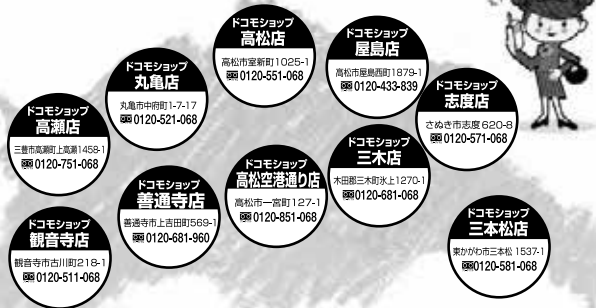 ドコモショップ
高松店
高松市室新町1025-1
0120-551-068
ドコモショップ
屋島店
高松市屋島西町1879-1
0120-433-839
ドコモショップ
丸亀店
丸亀市中府町1-7-17
0120-521-068
ドコモショップ
志度店
さぬき市志度620-8
0120-571-068
ドコモショップ
高瀬店
三豊市高瀬町上高瀬1458-1
0120-751-068
ドコモショップ
三木店
木田郡三木町氷上1270-1
0120-681-068
ドコモショップ
高松空港通り店
高松市一宮町127-1
0120-851-068
ドコモショップ
善通寺店
善通寺市上吉田町569-1
0120-681-960
ドコモショップ
三本松店
東かがわ市三本松1537-1
0120-581-068
ドコモショップ
観音寺店
観音寺市古川町218-1
0120-511-068